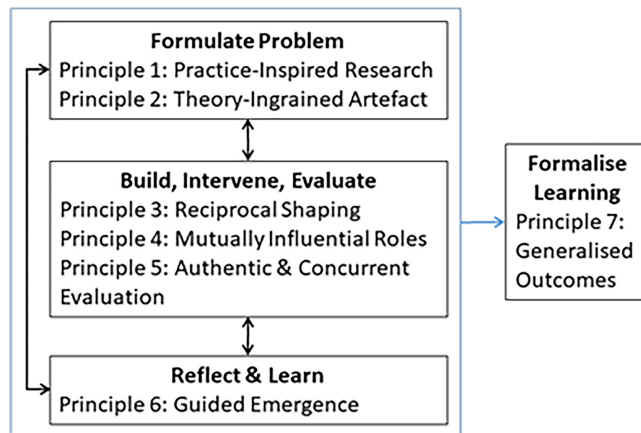 Formulate Problem
Principle 1: Practice-Inspired Research
Principle 2: Theory-Ingrained Artefact
Build, Intervene, Evaluate
Principle 3: Reciprocal Shaping
Principle 4: Mutually Influential Roles
Principle 5: Authentic & Concurrent
Evaluation
Reflect & Learn
Principle 6: Guided Emergence
Formalise
Learning
Principle 7:
Generalised
Outcomes